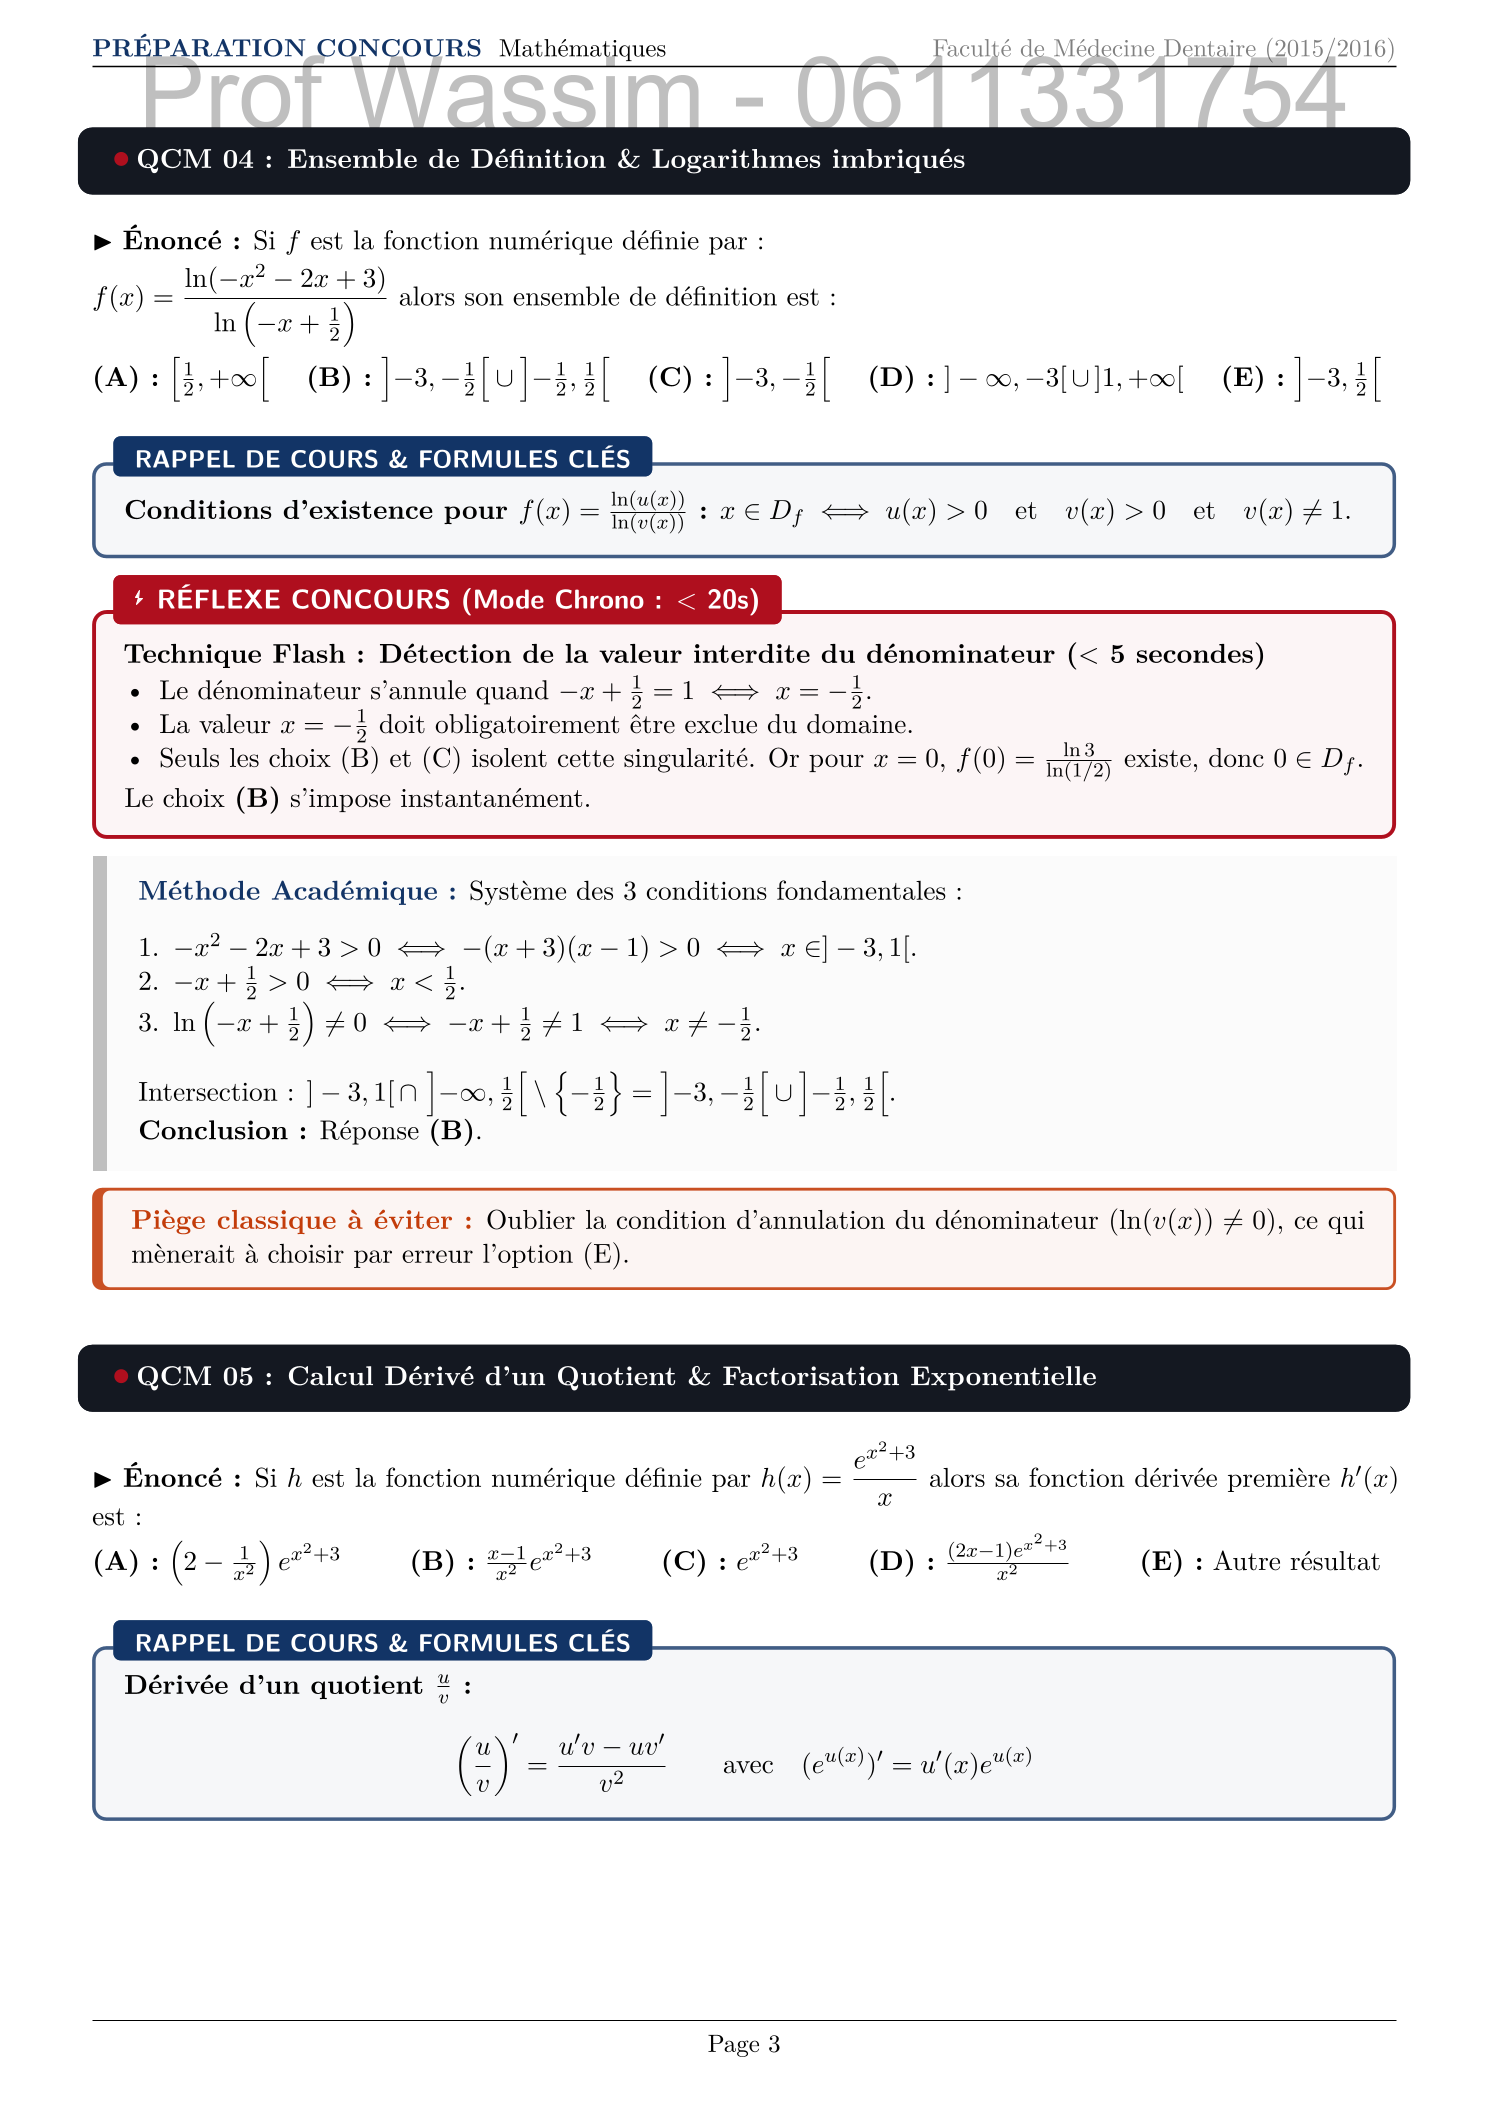 PRÉPARATION CONCOURS Mathématiques Faculté de Médecine Dentaire (2015/2016)
Prof Wassim - 0611331754
● QCM 04 : Ensemble de Définition & Logarithmes imbriqués
▶ Énoncé : Si f est la fonction numérique définie par :
f(x) = ln(−x² − 2x + 3) / ln(−x + 1/2) alors son ensemble de définition est :
(A) : [1/2, +∞[ (B) : ]−3, −1/2[ ∪ ]−1/2, 1/2[ (C) : ]−3, −1/2[ (D) : ] − ∞, −3[ ∪ ]1, +∞[ (E) : ]−3, 1/2[
RAPPEL DE COURS & FORMULES CLÉS
Conditions d'existence pour f(x) = ln(u(x))/ln(v(x)) : x ∈ D_f ⟺ u(x) > 0 et v(x) > 0 et v(x) ≠ 1.
⚡ RÉFLEXE CONCOURS (Mode Chrono : < 20s)
Technique Flash : Détection de la valeur interdite du dénominateur (< 5 secondes)
• Le dénominateur s'annule quand −x + 1/2 = 1 ⟺ x = −1/2.
• La valeur x = −1/2 doit obligatoirement être exclue du domaine.
• Seuls les choix (B) et (C) isolent cette singularité. Or pour x = 0, f(0) = ln 3/ln(1/2) existe, donc 0 ∈ D_f.
Le choix (B) s'impose instantanément.
Méthode Académique : Système des 3 conditions fondamentales :
1. −x² − 2x + 3 > 0 ⟺ −(x + 3)(x − 1) > 0 ⟺ x ∈] − 3, 1[.
2. −x + 1/2 > 0 ⟺ x < 1/2.
3. ln(−x + 1/2) ≠ 0 ⟺ −x + 1/2 ≠ 1 ⟺ x ≠ −1/2.
Intersection : ] − 3, 1[ ∩ ]−∞, 1/2[ \ {−1/2} = ]−3, −1/2[ ∪ ]−1/2, 1/2[.
Conclusion : Réponse (B).
Piège classique à éviter : Oublier la condition d'annulation du dénominateur (ln(v(x)) ≠ 0), ce qui
mènerait à choisir par erreur l'option (E).
● QCM 05 : Calcul Dérivé d'un Quotient & Factorisation Exponentielle
▶ Énoncé : Si h est la fonction numérique définie par h(x) = e^(x²+3) / x alors sa fonction dérivée première h′(x)
est :
(A) : (2 − 1/x²) e^(x²+3) (B) : (x−1)/x² e^(x²+3) (C) : e^(x²+3) (D) : (2x−1)e^(x²+3) / x² (E) : Autre résultat
RAPPEL DE COURS & FORMULES CLÉS
Dérivée d'un quotient u/v :
(u/v)′ = (u′v − uv′) / v² avec (e^(u(x)))′ = u′(x)e^(u(x))
Page 3